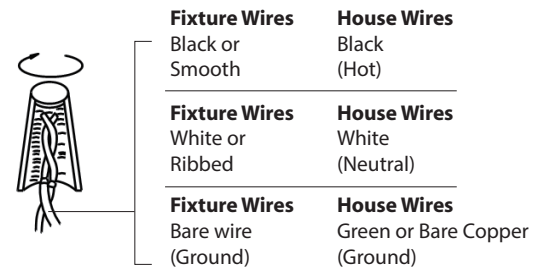 Fixture Wires House Wires
Black or Black
Smooth (Hot)
Fixture Wires House Wires
White or White
Ribbed (Neutral)
Fixture Wires House Wires
Bare wire Green or Bare Copper
(Ground) (Ground)